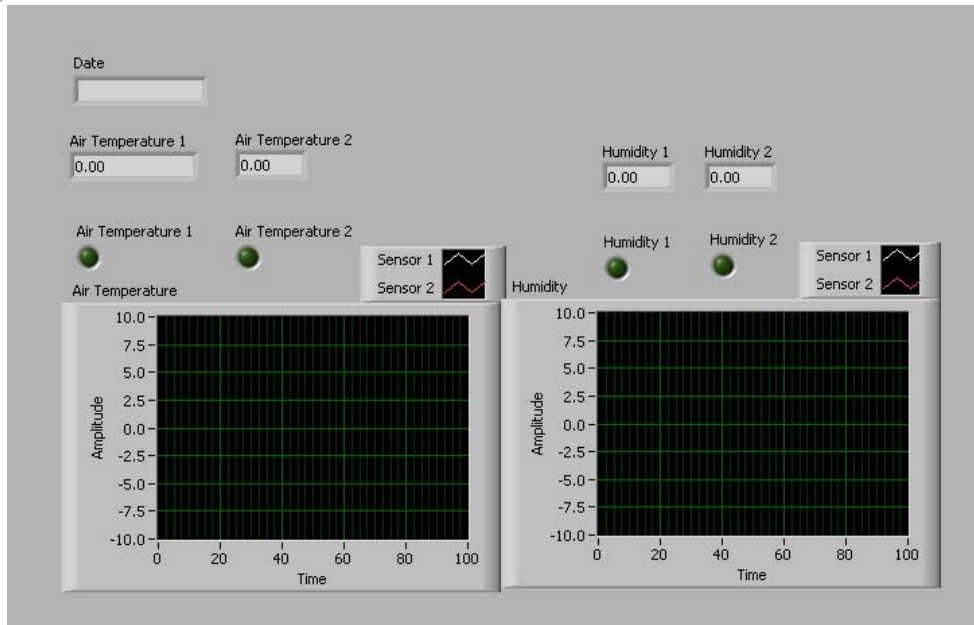 Date
Air Temperature 1
Air Temperature 2
0.00
0.00
Humidity 1
Humidity 2
0.00
0.00
Air Temperature 1
Air Temperature 2
Humidity 1
Humidity 2
Sensor 1
Sensor 2
Air Temperature
10.0
7.5
5.0
2.5
0.0
-2.5
-5.0
-7.5
-10.0
Amplitude
0 20 40 60 80 100
Time
Sensor 1
Sensor 2
Humidity
10.0
7.5
5.0
2.5
0.0
-2.5
-5.0
-7.5
-10.0
Amplitude
0 20 40 60 80 100
Time